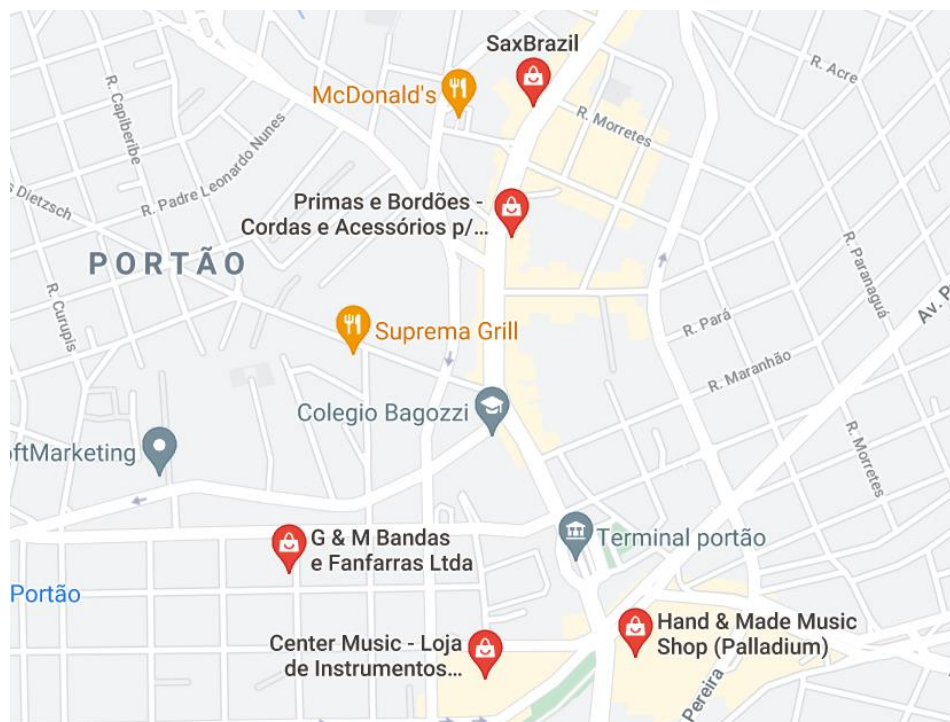 SaxBrazil
R. Acre
McDonald's
R. Capiberibe
R. Morretes
R. Padre Leonardo Nunes
Dietzsch
Primas e Bordões -
Cordas e Acessórios p/...
PORTÃO
R. Paranaguá
R. Curupis
Av. P
R. Pará
Suprema Grill
R. Maranhão
Colegio Bagozzi
R. Morretes
oftMarketing
G & M Bandas
e Fanfarras Ltda
Terminal portão
Portão
Hand & Made Music
Shop (Palladium)
Center Music - Loja
de Instrumentos...
Pereira